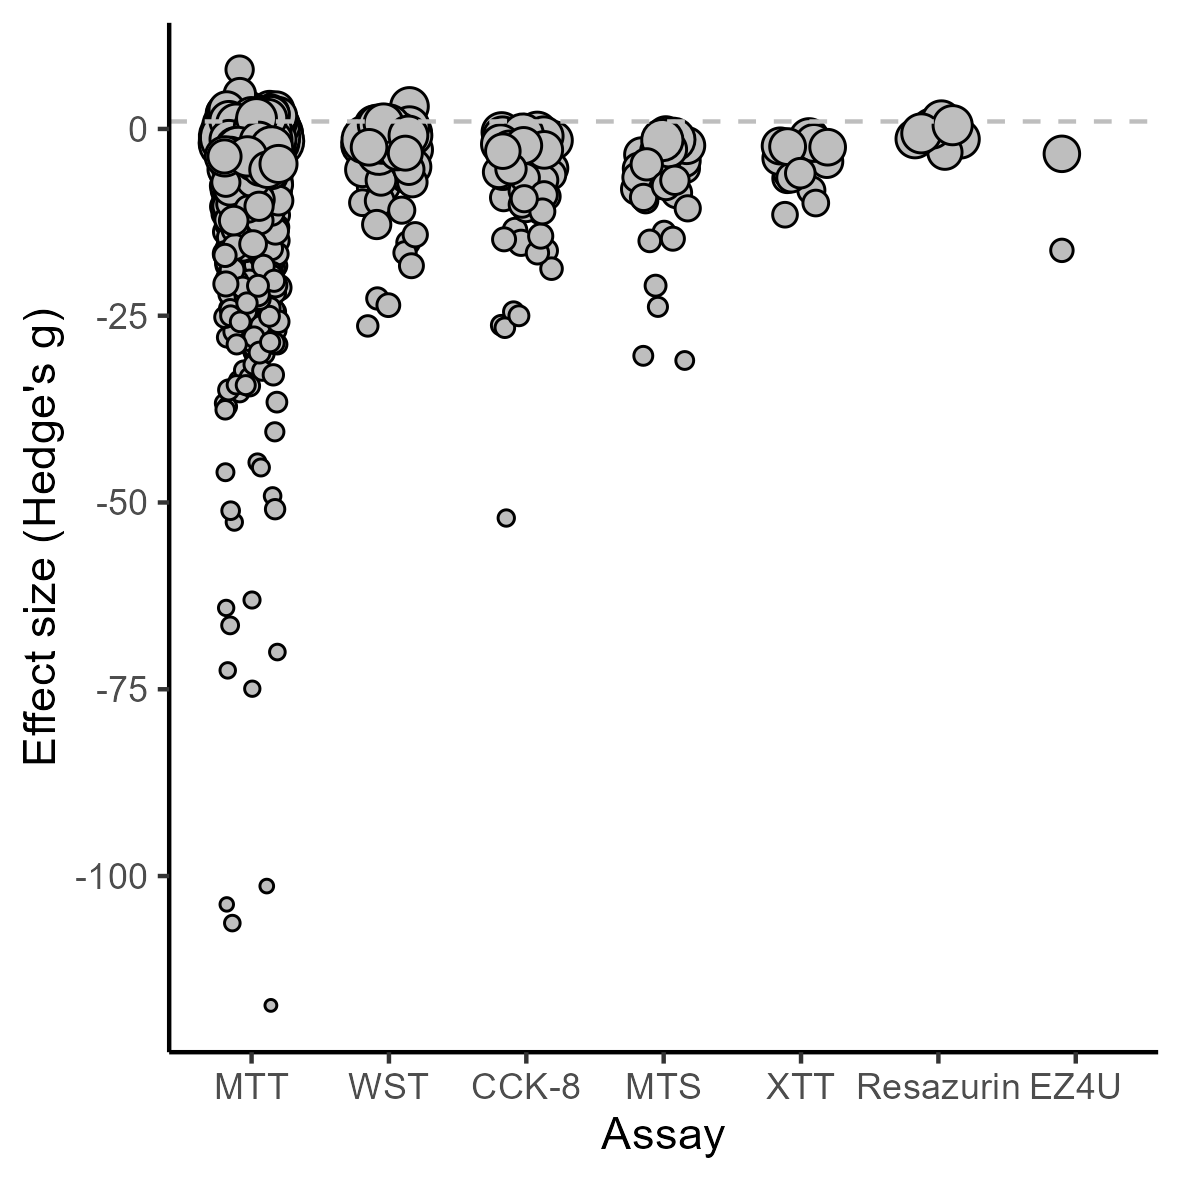 Effect size (Hedge's g)
0
-25
-50
-75
-100
MTT WST CCK-8 MTS XTT Resazurin EZ4U
Assay